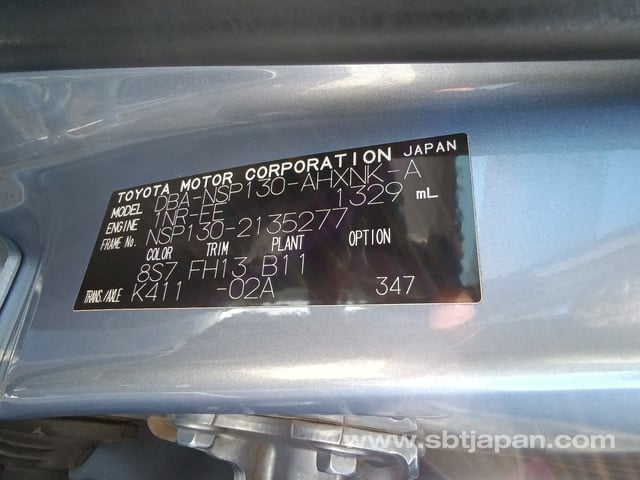 TOYOTA MOTOR CORPORATION JAPAN
MODEL DBA-NSP130-AHXNK-A
ENGINE 1NR-FE 1329 mL
FRAME No. NSP130-2135277
COLOR TRIM PLANT OPTION
8S7 FH13 B11
TRANS./AXLE K411 -02A 347
www.sbtjapan.com